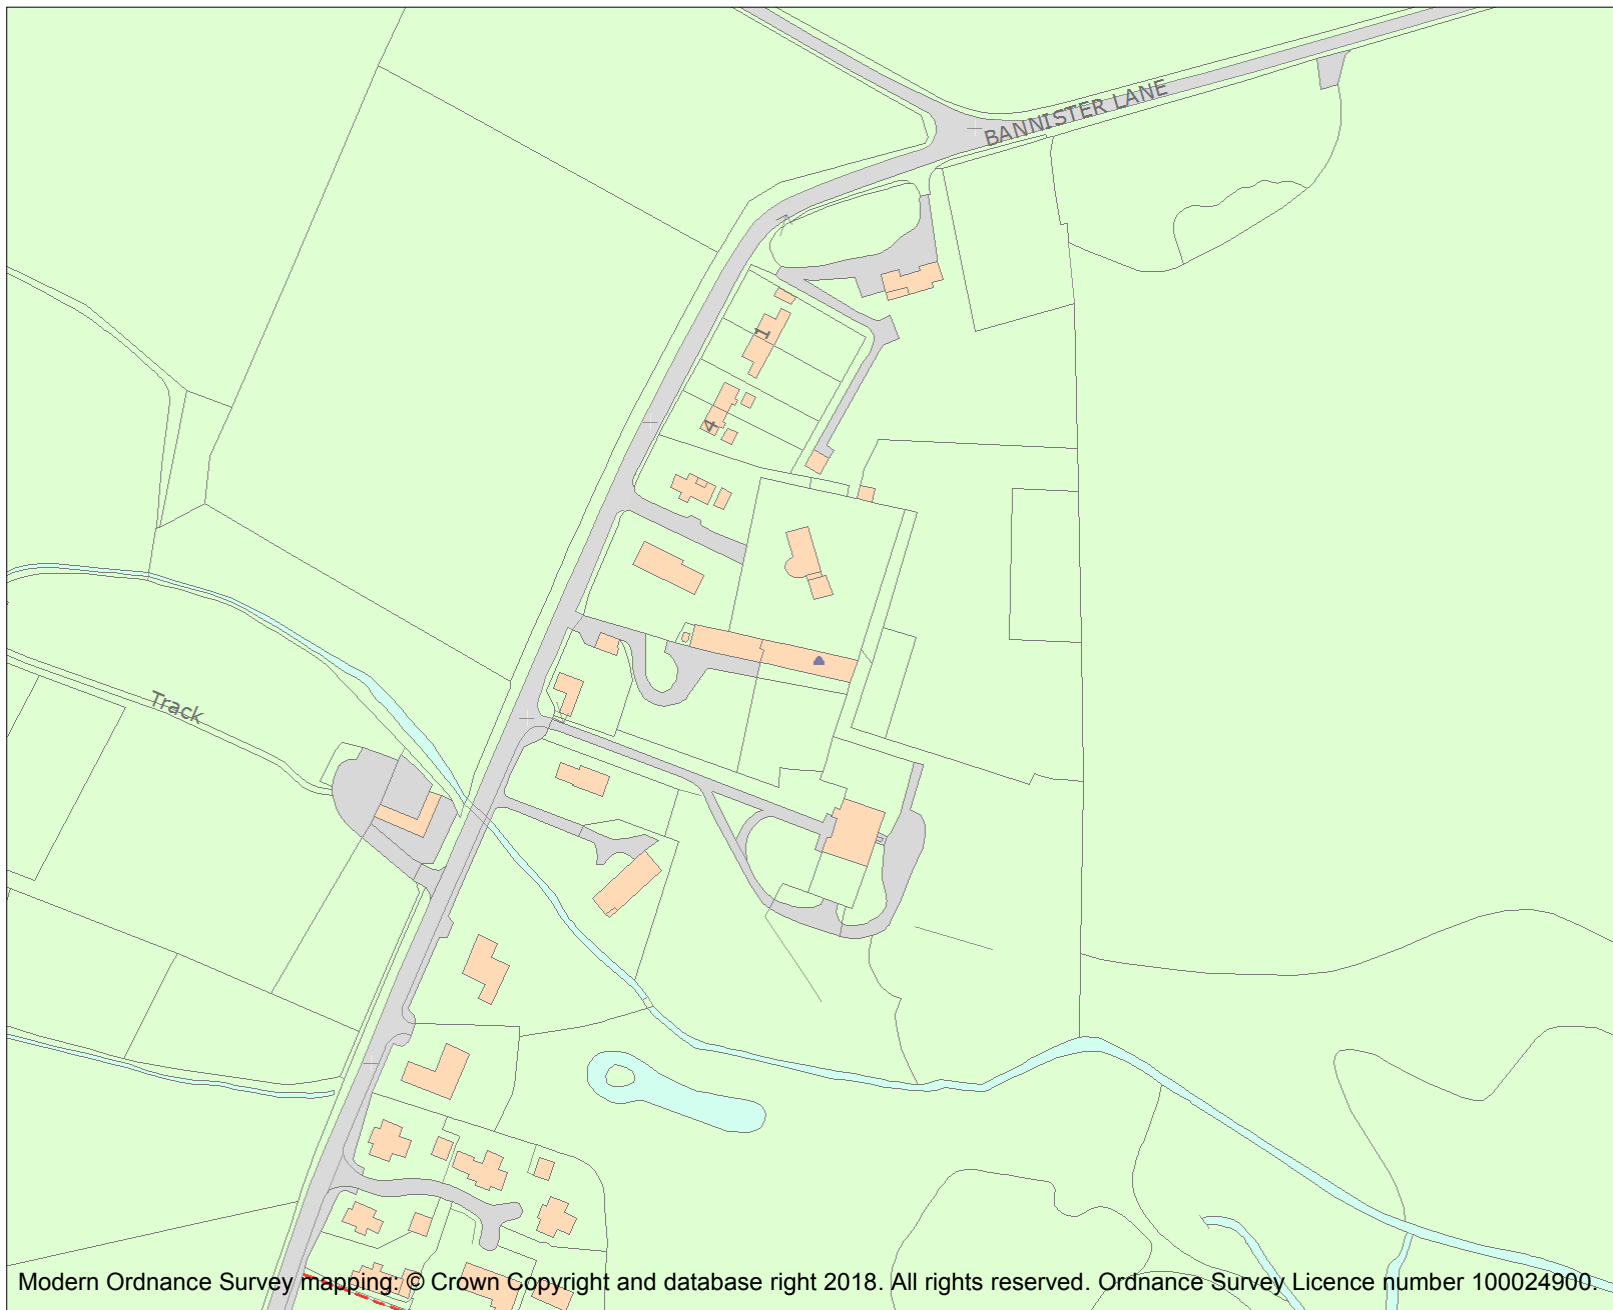 BANNISTER LANE
1
4
Track
Modern Ordnance Survey mapping: © Crown Copyright and database right 2018. All rights reserved. Ordnance Survey Licence number 100024900.